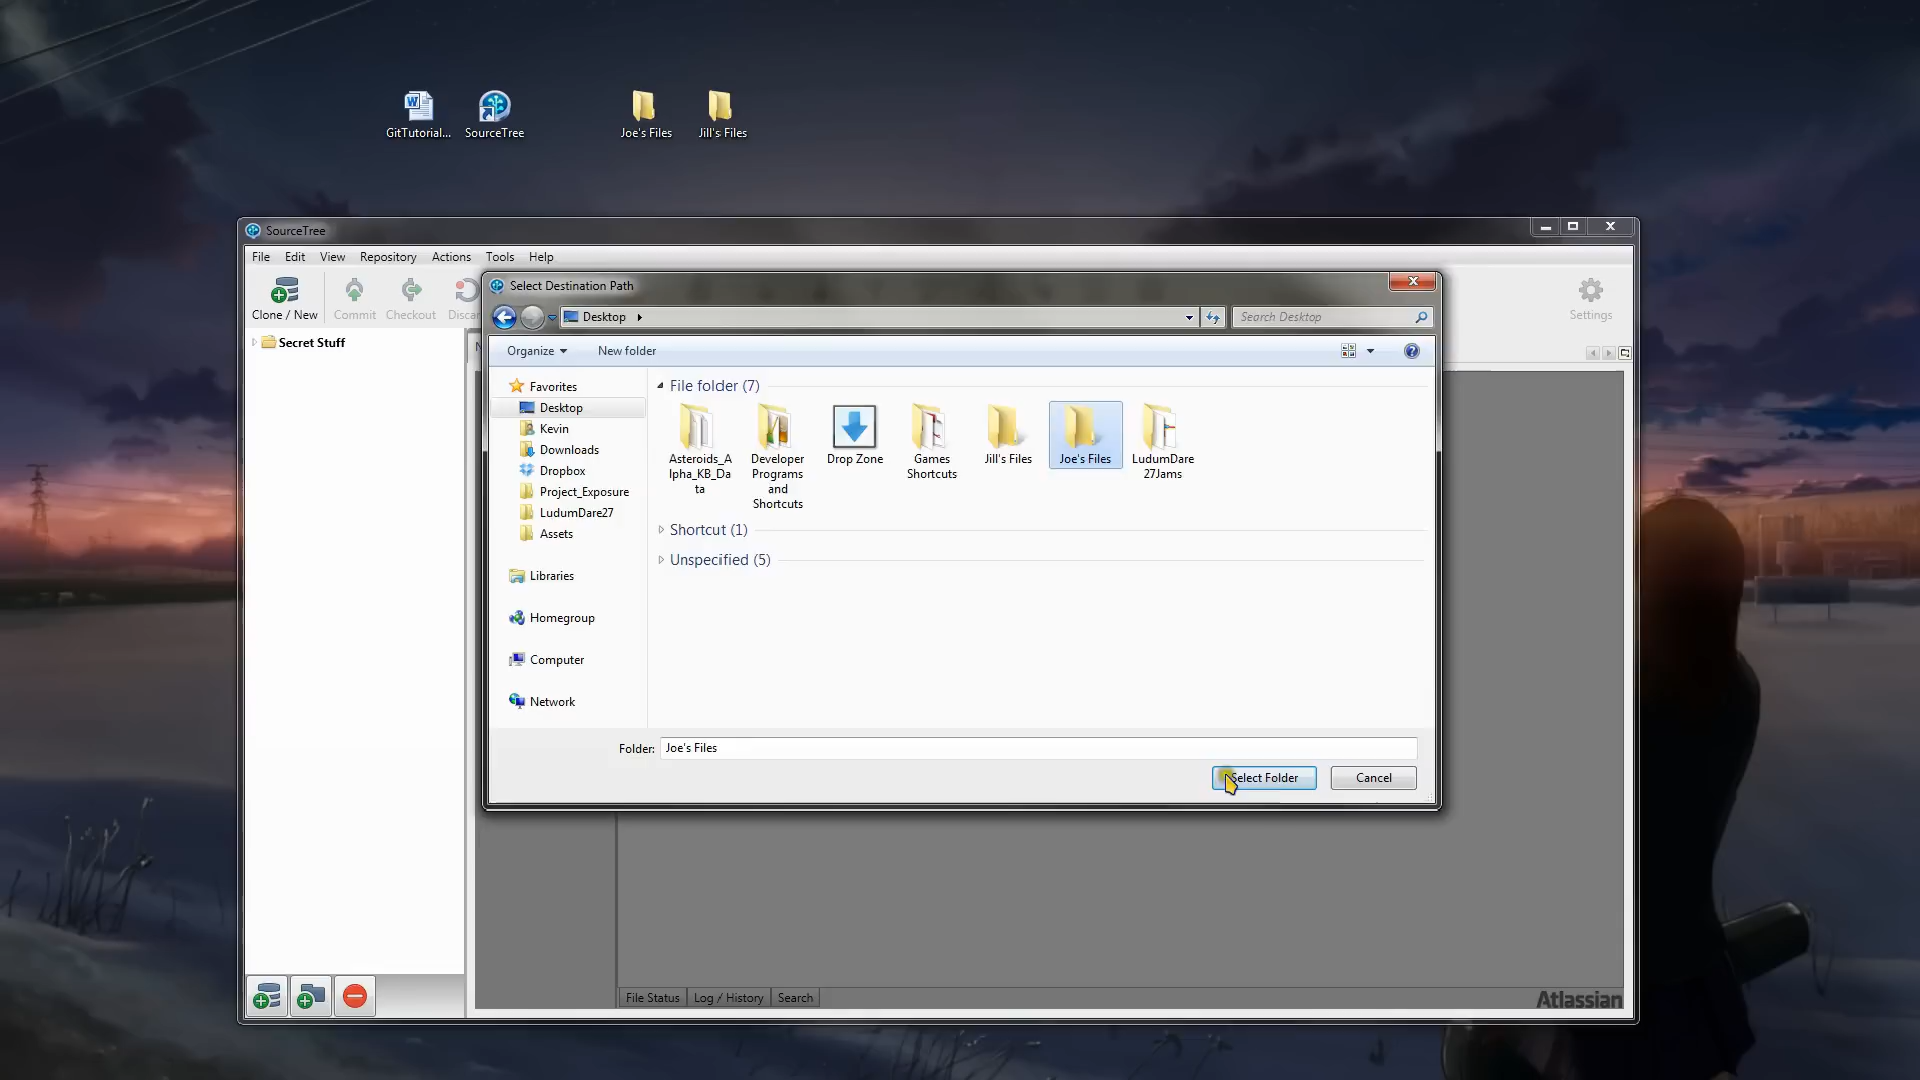 GitTutorial...
SourceTree
Joe's Files
Jill's Files
SourceTree
File Edit View Repository Actions Tools Help
Clone / New
Commit
Checkout
Discar
Settings
Secret Stuff
Select Destination Path
Desktop
Search Desktop
Organize
New folder
Favorites
Desktop
Kevin
Downloads
Dropbox
Project_Exposure
LudumDare27
Assets
Libraries
Homegroup
Computer
Network
File folder (7)
Asteroids_A
lpha_KB_Da
ta
Developer
Programs
and
Shortcuts
Drop Zone
Games
Shortcuts
Jill's Files
Joe's Files
LudumDare
27Jams
Shortcut (1)
Unspecified (5)
Folder: Joe's Files
Select Folder
Cancel
File Status
Log / History
Search
Atlassian